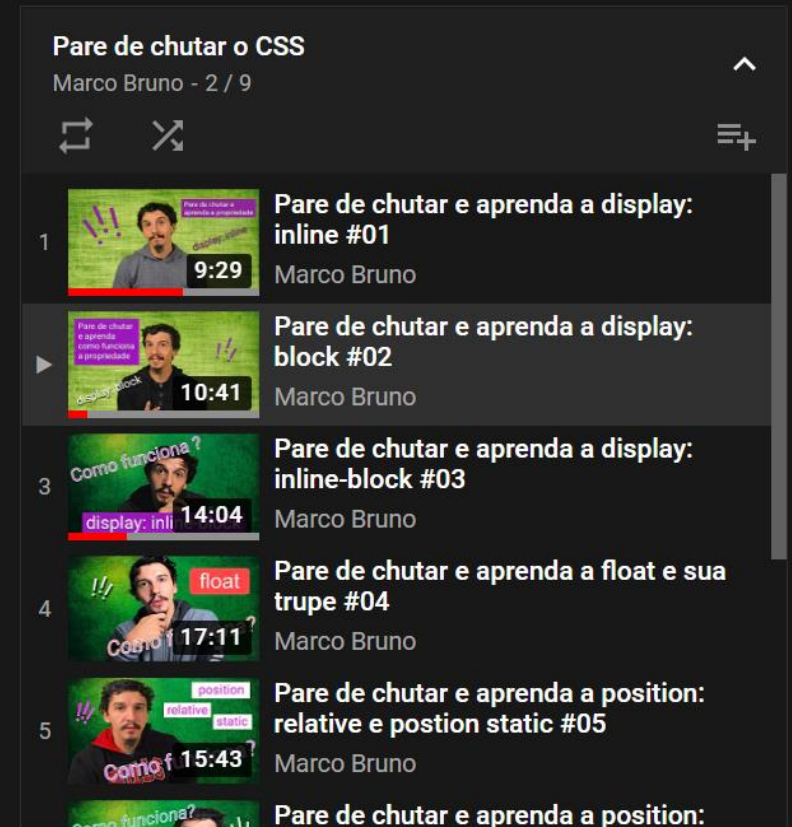 Pare de chutar o CSS
Marco Bruno - 2 / 9
1
!!!
Pare de chutar e
aprenda a propriedade
display: inline
9:29
Pare de chutar e aprenda a display:
inline #01
Marco Bruno
Pare de chutar
e aprenda
como funciona
a propriedade
!!!
display: block
10:41
Pare de chutar e aprenda a display:
block #02
Marco Bruno
3
Como funciona ?
display: inline-block
14:04
Pare de chutar e aprenda a display:
inline-block #03
Marco Bruno
4
!!!
float
Como f
?
17:11
Pare de chutar e aprenda a float e sua
trupe #04
Marco Bruno
5
position
relative
static
!!!
Como f
?
15:43
Pare de chutar e aprenda a position:
relative e postion static #05
Marco Bruno
Como funciona?
Pare de chutar e aprenda a position: